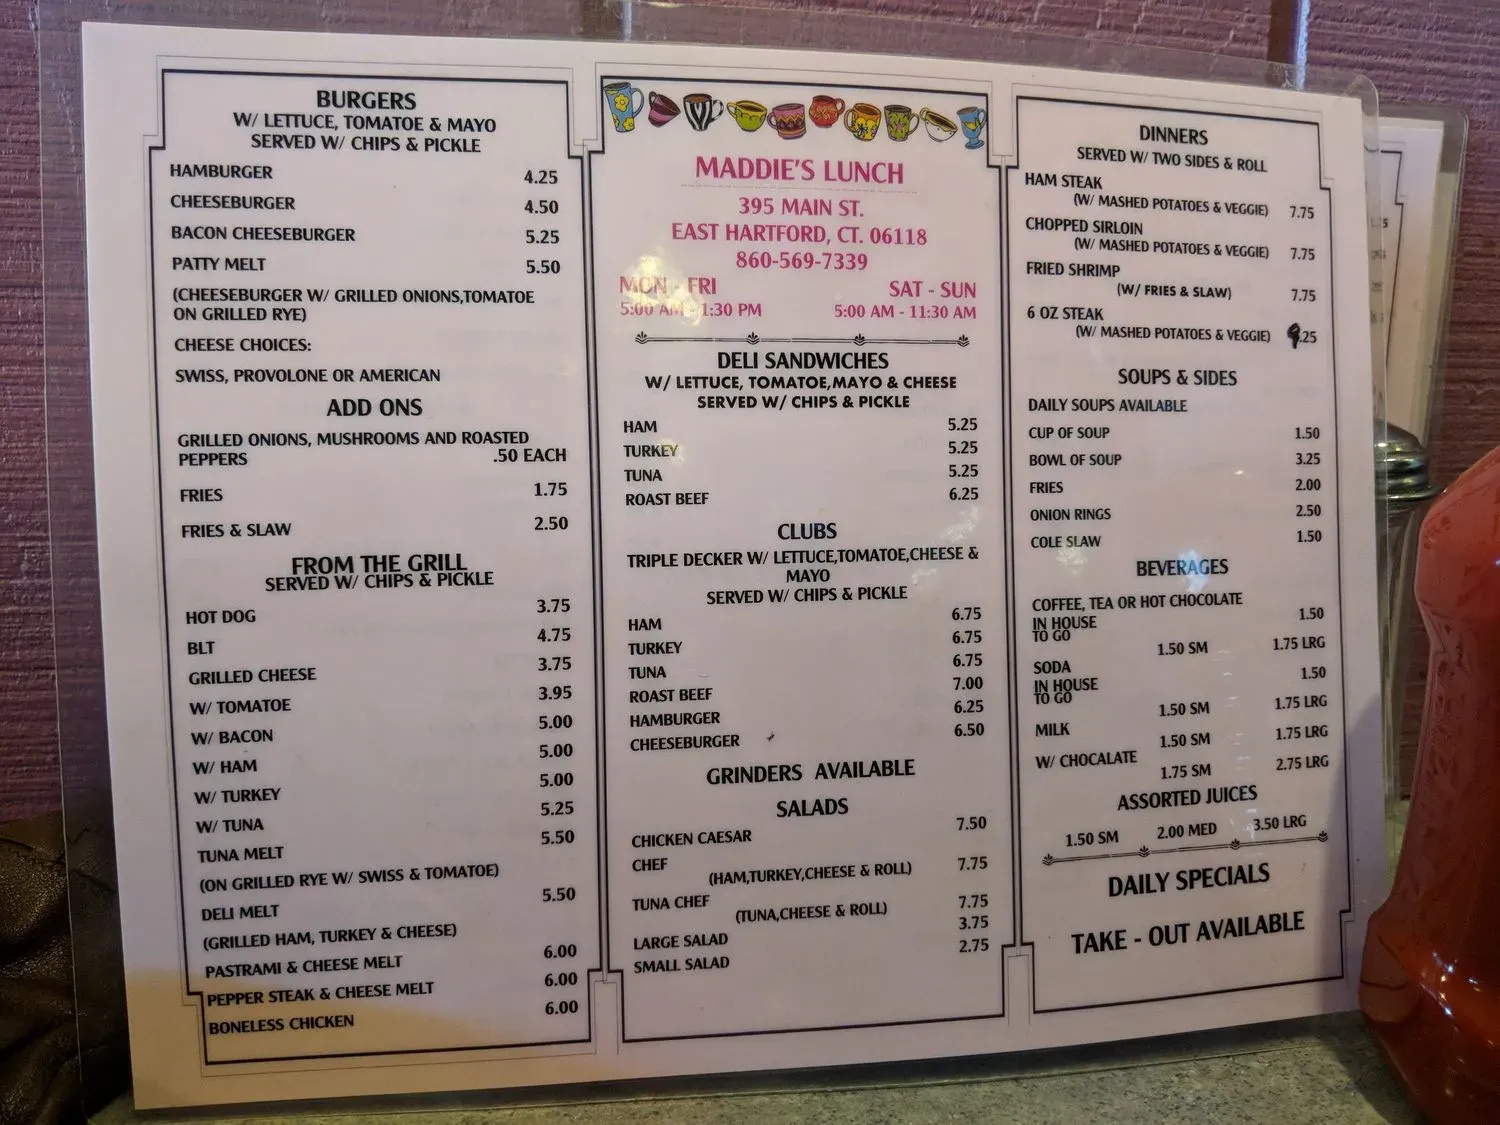 BURGERS
W/ LETTUCE, TOMATOE & MAYO
SERVED W/ CHIPS & PICKLE
HAMBURGER 4.25
CHEESEBURGER 4.50
BACON CHEESEBURGER 5.25
PATTY MELT 5.50
(CHEESEBURGER W/ GRILLED ONIONS,TOMATOE
ON GRILLED RYE)
CHEESE CHOICES:
SWISS, PROVOLONE OR AMERICAN
ADD ONS
GRILLED ONIONS, MUSHROOMS AND ROASTED
PEPPERS .50 EACH
FRIES 1.75
FRIES & SLAW 2.50
FROM THE GRILL
SERVED W/ CHIPS & PICKLE
HOT DOG 3.75
BLT 4.75
GRILLED CHEESE 3.75
W/ TOMATOE 3.95
W/ BACON 5.00
W/ HAM 5.00
W/ TURKEY 5.00
W/ TUNA 5.25
TUNA MELT 5.50
(ON GRILLED RYE W/ SWISS & TOMATOE)
DELI MELT 5.50
(GRILLED HAM, TURKEY & CHEESE)
PASTRAMI & CHEESE MELT 6.00
PEPPER STEAK & CHEESE MELT 6.00
BONELESS CHICKEN 6.00
MADDIE'S LUNCH
395 MAIN ST.
EAST HARTFORD, CT. 06118
860-569-7339
MON - FRI SAT - SUN
5:00 AM - 1:30 PM 5:00 AM - 11:30 AM
DELI SANDWICHES
W/ LETTUCE, TOMATOE,MAYO & CHEESE
SERVED W/ CHIPS & PICKLE
HAM 5.25
TURKEY 5.25
TUNA 5.25
ROAST BEEF 6.25
CLUBS
TRIPLE DECKER W/ LETTUCE,TOMATOE,CHEESE &
MAYO
SERVED W/ CHIPS & PICKLE
HAM 6.75
TURKEY 6.75
TUNA 6.75
ROAST BEEF 7.00
HAMBURGER 6.25
CHEESEBURGER 6.50
GRINDERS AVAILABLE
SALADS
CHICKEN CAESAR 7.50
CHEF
(HAM,TURKEY,CHEESE & ROLL) 7.75
TUNA CHEF
(TUNA,CHEESE & ROLL) 7.75
LARGE SALAD 3.75
SMALL SALAD 2.75
DINNERS
SERVED W/ TWO SIDES & ROLL
HAM STEAK
(W/ MASHED POTATOES & VEGGIE) 7.75
CHOPPED SIRLOIN
(W/ MASHED POTATOES & VEGGIE) 7.75
FRIED SHRIMP
(W/ FRIES & SLAW) 7.75
6 OZ STEAK
(W/ MASHED POTATOES & VEGGIE) 9.25
SOUPS & SIDES
DAILY SOUPS AVAILABLE
CUP OF SOUP 1.50
BOWL OF SOUP 3.25
FRIES 2.00
ONION RINGS 2.50
COLE SLAW 1.50
BEVERAGES
COFFEE, TEA OR HOT CHOCOLATE
IN HOUSE 1.50
TO GO 1.50 SM 1.75 LRG
SODA
IN HOUSE 1.50
TO GO 1.50 SM 1.75 LRG
MILK 1.50 SM 1.75 LRG
W/ CHOCALATE 1.75 SM 2.75 LRG
ASSORTED JUICES
1.50 SM 2.00 MED 3.50 LRG
DAILY SPECIALS
TAKE - OUT AVAILABLE